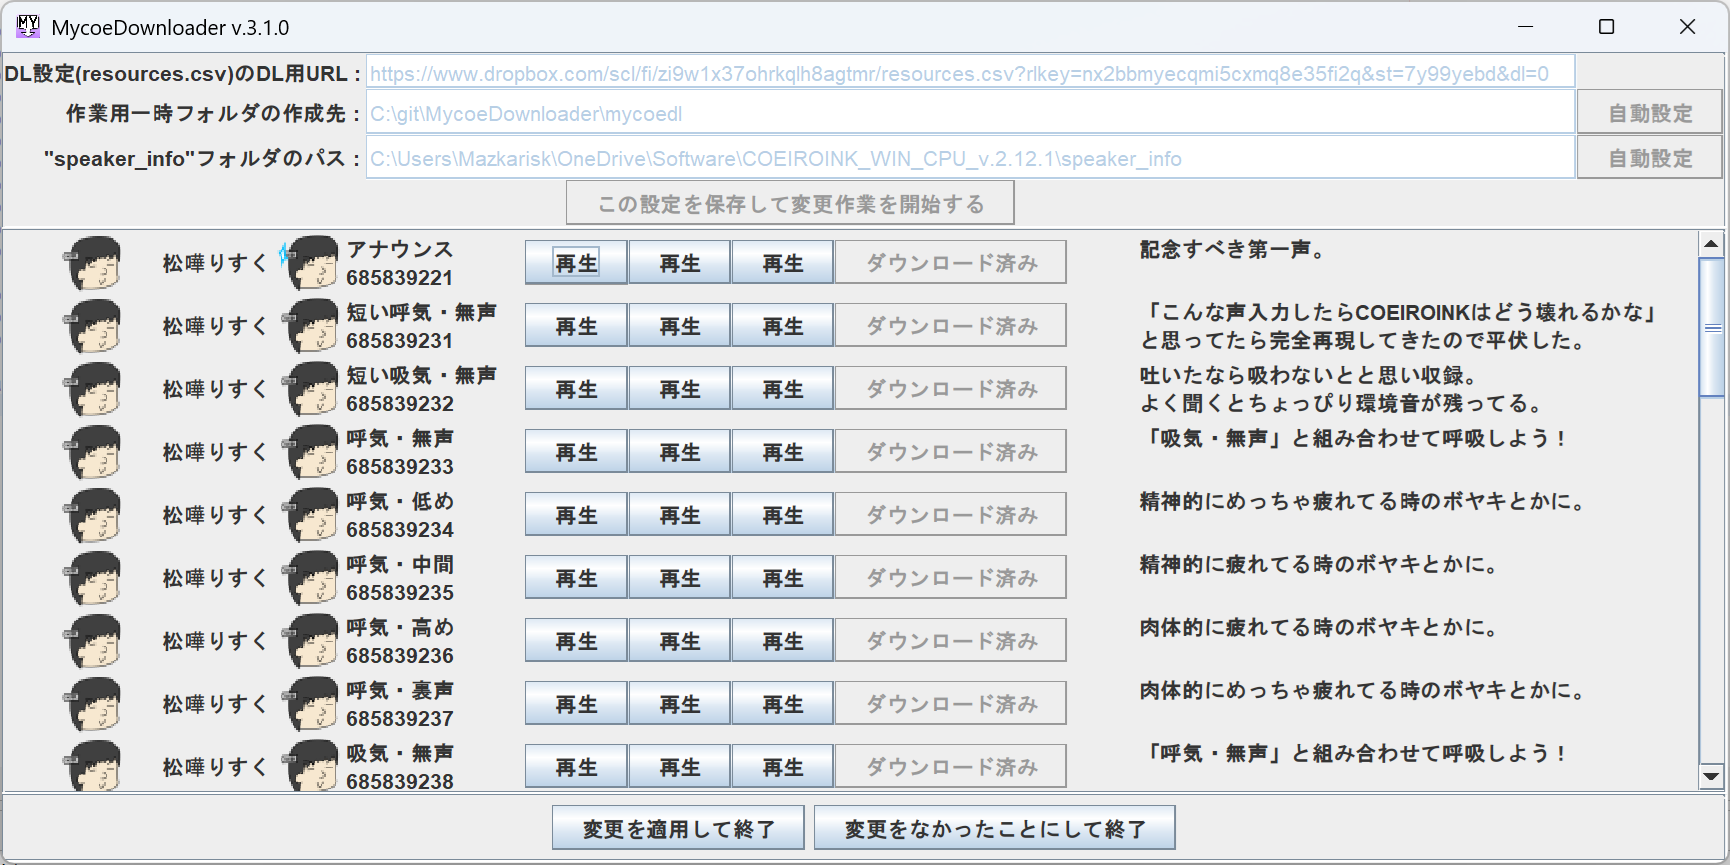 MycoeDownloader v.3.1.0
DL設定(resources.csv)のDL用URL : https://www.dropbox.com/scl/fi/zi9w1x37ohrkqlh8agtmr/resources.csv?rlkey=nx2bbmyecqmi5cxmq8e35fi2q&st=7y99yebd&dl=0
作業用一時フォルダの作成先 : C:\git\MycoeDownloader\mycoedl 自動設定
"speaker_info"フォルダのパス : C:\Users\Mazkarisk\OneDrive\Software\COEIROINK_WIN_CPU_v.2.12.1\speaker_info 自動設定
この設定を保存して変更作業を開始する
松嘩りすく
アナウンス
685839221
再生 再生 再生 ダウンロード済み
記念すべき第一声。
松嘩りすく
短い呼気・無声
685839231
再生 再生 再生 ダウンロード済み
「こんな声入力したらCOEIROINKはどう壊れるかな」
と思ってたら完全再現してきたので平伏した。
松嘩りすく
短い吸気・無声
685839232
再生 再生 再生 ダウンロード済み
吐いたなら吸わないとと思い収録。
よく聞くとちょっぴり環境音が残ってる。
松嘩りすく
呼気・無声
685839233
再生 再生 再生 ダウンロード済み
「吸気・無声」と組み合わせて呼吸しよう！
松嘩りすく
呼気・低め
685839234
再生 再生 再生 ダウンロード済み
精神的にめっちゃ疲れてる時のボヤキとかに。
松嘩りすく
呼気・中間
685839235
再生 再生 再生 ダウンロード済み
精神的に疲れてる時のボヤキとかに。
松嘩りすく
呼気・高め
685839236
再生 再生 再生 ダウンロード済み
肉体的に疲れてる時のボヤキとかに。
松嘩りすく
呼気・裏声
685839237
再生 再生 再生 ダウンロード済み
肉体的にめっちゃ疲れてる時のボヤキとかに。
松嘩りすく
吸気・無声
685839238
再生 再生 再生 ダウンロード済み
「呼気・無声」と組み合わせて呼吸しよう！
変更を適用して終了 変更をなかったことにして終了